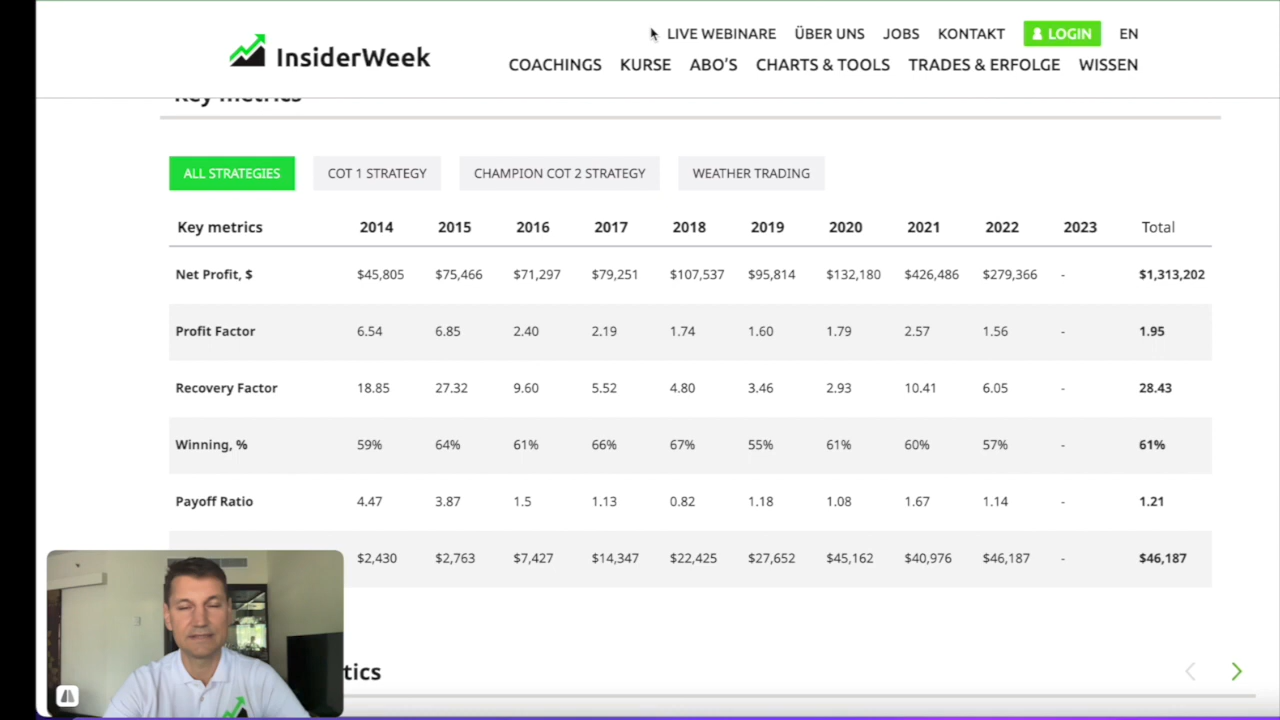 LIVE WEBINARE ÜBER UNS JOBS KONTAKT LOGIN EN
InsiderWeek
COACHINGS KURSE ABO'S CHARTS & TOOLS TRADES & ERFOLGE WISSEN
Key metrics
ALL STRATEGIES COT 1 STRATEGY CHAMPION COT 2 STRATEGY WEATHER TRADING
Key metrics 2014 2015 2016 2017 2018 2019 2020 2021 2022 2023 Total
Net Profit, $ $45,805 $75,466 $71,297 $79,251 $107,537 $95,814 $132,180 $426,486 $279,366 - $1,313,202
Profit Factor 6.54 6.85 2.40 2.19 1.74 1.60 1.79 2.57 1.56 - 1.95
Recovery Factor 18.85 27.32 9.60 5.52 4.80 3.46 2.93 10.41 6.05 - 28.43
Winning, % 59% 64% 61% 66% 67% 55% 61% 60% 57% - 61%
Payoff Ratio 4.47 3.87 1.5 1.13 0.82 1.18 1.08 1.67 1.14 - 1.21
$2,430 $2,763 $7,427 $14,347 $22,425 $27,652 $45,162 $40,976 $46,187 - $46,187
tics